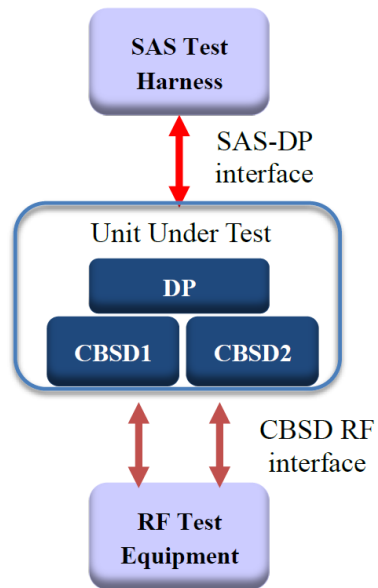 SAS Test
Harness
SAS-DP
interface
Unit Under Test
DP
CBSD1
CBSD2
CBSD RF
interface
RF Test
Equipment